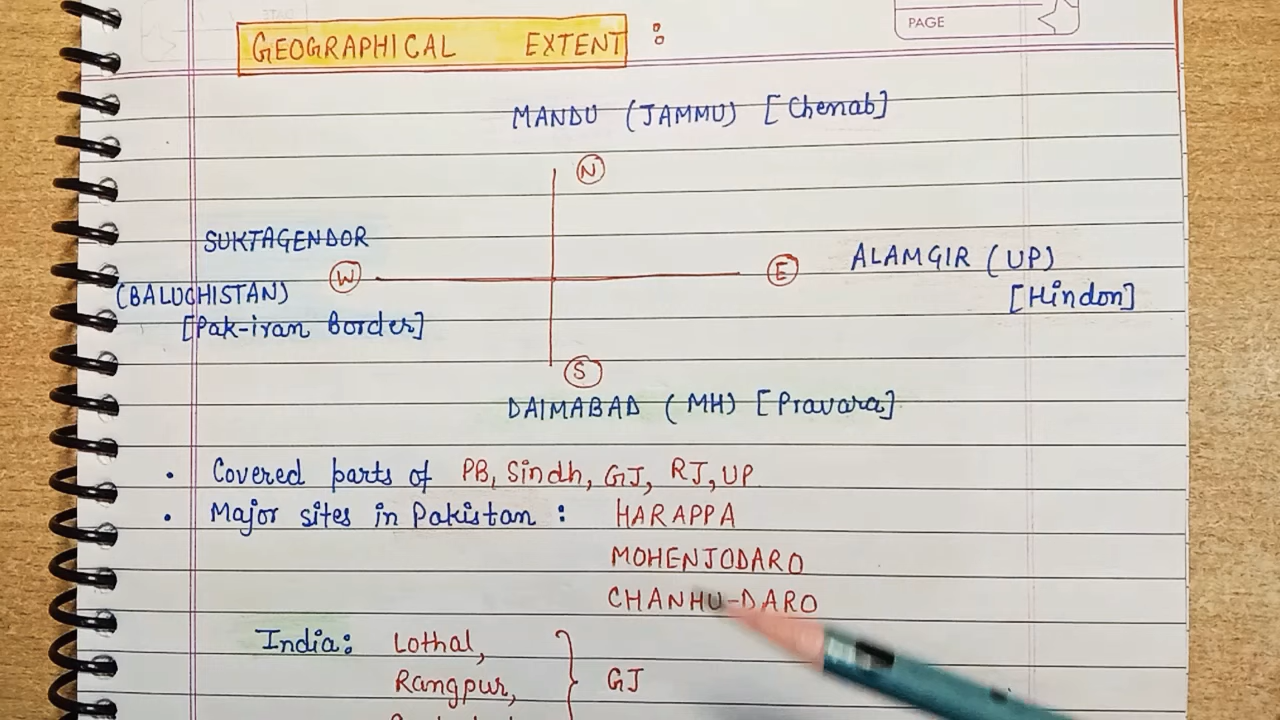 PAGE
GEOGRAPHICAL EXTENT :
MANDU (JAMMU) [Chenab]
N
SUKTAGENDOR
W
E
ALAMGIR (UP)
(BALUCHISTAN)
[Hindon]
[Pak-iran Border]
S
DAIMABAD (MH) [Pravara]
• Covered parts of PB, Sindh, GJ, RJ, UP
• Major sites in Pakistan : HARAPPA
MOHENJODARO
CHANHU-DARO
India: Lothal,
Rangpur,
GJ